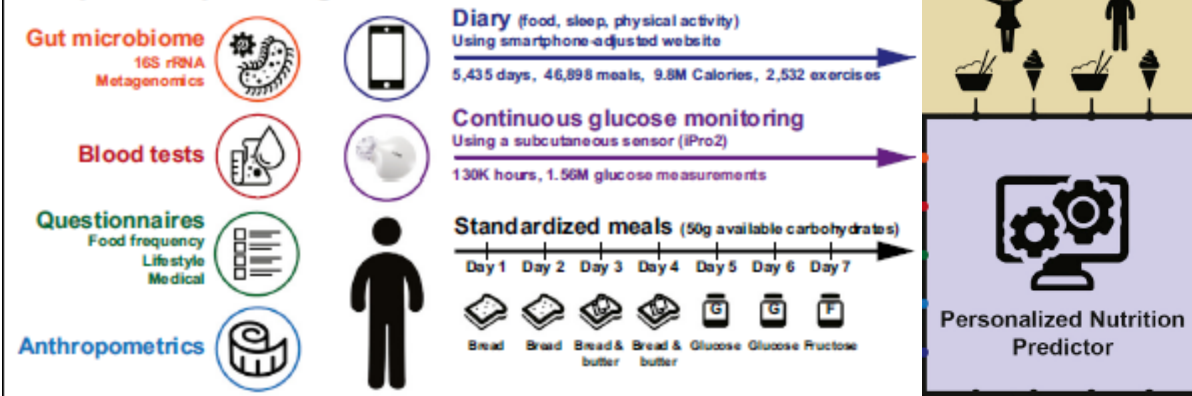 Gut microbiome
16S rRNA
Metagenomics
Blood tests
Questionnaires
Food frequency
Lifestyle
Medical
Anthropometrics
Diary (food, sleep, physical activity)
Using smartphone-adjusted website
5,435 days, 46,898 meals, 9.8M Calories, 2,532 exercises
Continuous glucose monitoring
Using a subcutaneous sensor (iPro2)
130K hours, 1.56M glucose measurements
Standardized meals (50g available carbohydrates)
Day 1 Day 2 Day 3 Day 4 Day 5 Day 6 Day 7
G G F
Bread Bread Bread & Bread & Glucose Glucose Fructose
butter butter
Personalized Nutrition
Predictor